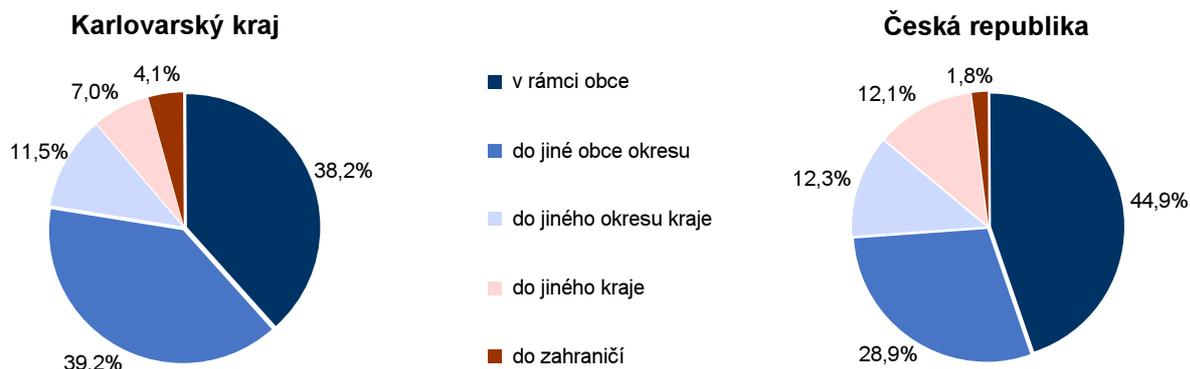 Karlovarský kraj
4,1%
7,0%
11,5%
38,2%
39,2%
v rámci obce
do jiné obce okresu
do jiného okresu kraje
do jiného kraje
do zahraničí
Česká republika
1,8%
12,1%
12,3%
44,9%
28,9%